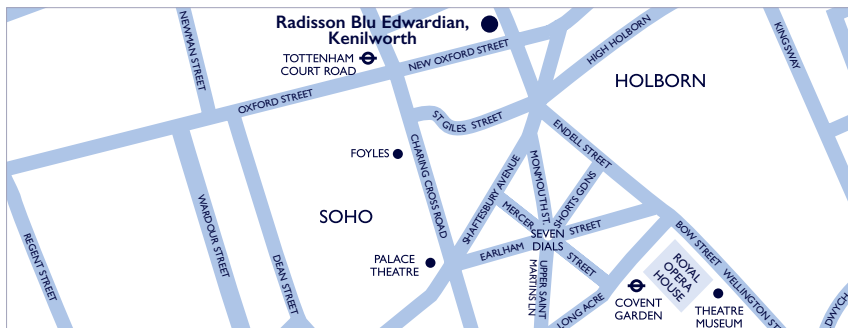 Radisson Blu Edwardian,
Kenilworth
TOTTENHAM
COURT ROAD
NEW OXFORD STREET
HIGH HOLBORN
KINGSWAY
NEWMAN STREET
OXFORD STREET
HOLBORN
ST GILES STREET
ENDELL STREET
FOYLES
CHARING CROSS ROAD
SHAFTESBURY AVENUE
MONMOUTH ST.
SHORTS GDNS
MERCER
STREET
SOHO
WARDOUR STREET
REGENT STREET
DEAN STREET
PALACE
THEATRE
EARLHAM
STREET
SEVEN
DIALS
UPPER SAINT
MARTINS LN
LONG ACRE
COVENT
GARDEN
BOW STREET
WELLINGTON ST
ROYAL
OPERA
HOUSE
THEATRE
MUSEUM
DWYCH